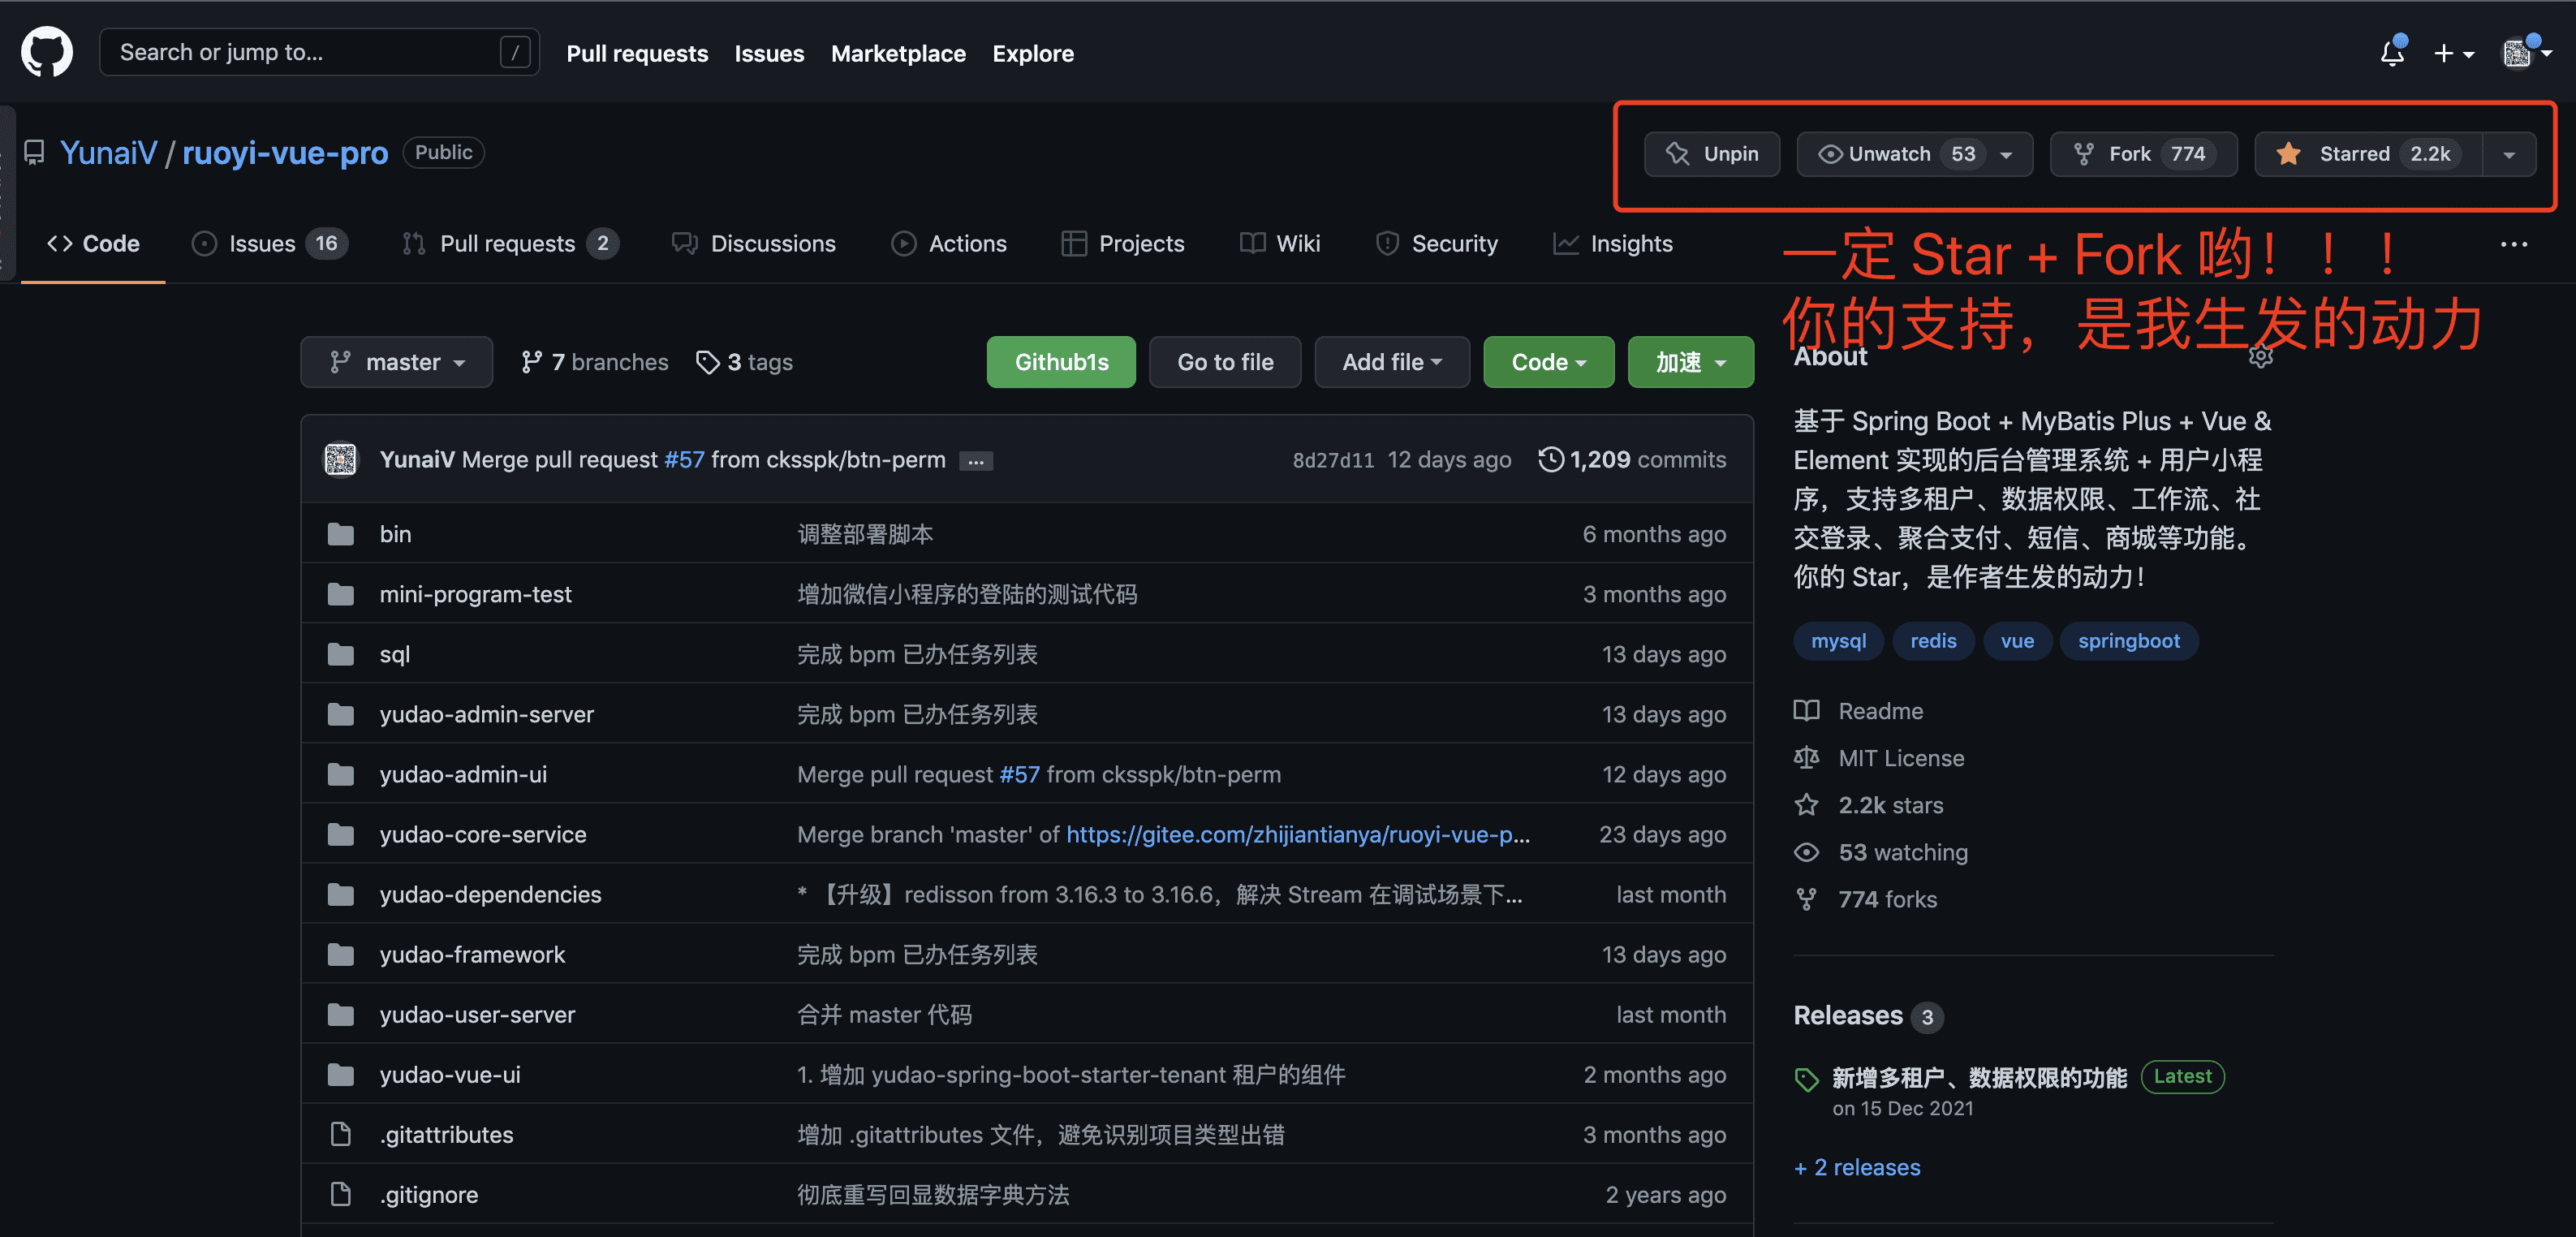 Search or jump to... /
Pull requests
Issues
Marketplace
Explore
YunaiV / ruoyi-vue-pro Public
Unpin
Unwatch 53
Fork 774
Starred 2.2k
Code
Issues 16
Pull requests 2
Discussions
Actions
Projects
Wiki
Security
Insights
一定 Star + Fork 哟！！！
你的支持，是我生发的动力
master
7 branches
3 tags
Github1s
Go to file
Add file
Code
加速
About
YunaiV Merge pull request #57 from cksspk/btn-perm ... 8d27d11 12 days ago 1,209 commits
bin 调整部署脚本 6 months ago
mini-program-test 增加微信小程序的登陆的测试代码 3 months ago
sql 完成 bpm 已办任务列表 13 days ago
yudao-admin-server 完成 bpm 已办任务列表 13 days ago
yudao-admin-ui Merge pull request #57 from cksspk/btn-perm 12 days ago
yudao-core-service Merge branch 'master' of https://gitee.com/zhijiantianya/ruoyi-vue-p... 23 days ago
yudao-dependencies * 【升级】redisson from 3.16.3 to 3.16.6，解决 Stream 在调试场景下... last month
yudao-framework 完成 bpm 已办任务列表 13 days ago
yudao-user-server 合并 master 代码 last month
yudao-vue-ui 1. 增加 yudao-spring-boot-starter-tenant 租户的组件 2 months ago
.gitattributes 增加 .gitattributes 文件，避免识别项目类型出错 3 months ago
.gitignore 彻底重写回显数据字典方法 2 years ago
基于 Spring Boot + MyBatis Plus + Vue &
Element 实现的后台管理系统 + 用户小程
序，支持多租户、数据权限、工作流、社
交登录、聚合支付、短信、商城等功能。
你的 Star，是作者生发的动力！
mysql redis vue springboot
Readme
MIT License
2.2k stars
53 watching
774 forks
Releases 3
新增多租户、数据权限的功能 Latest
on 15 Dec 2021
+ 2 releases